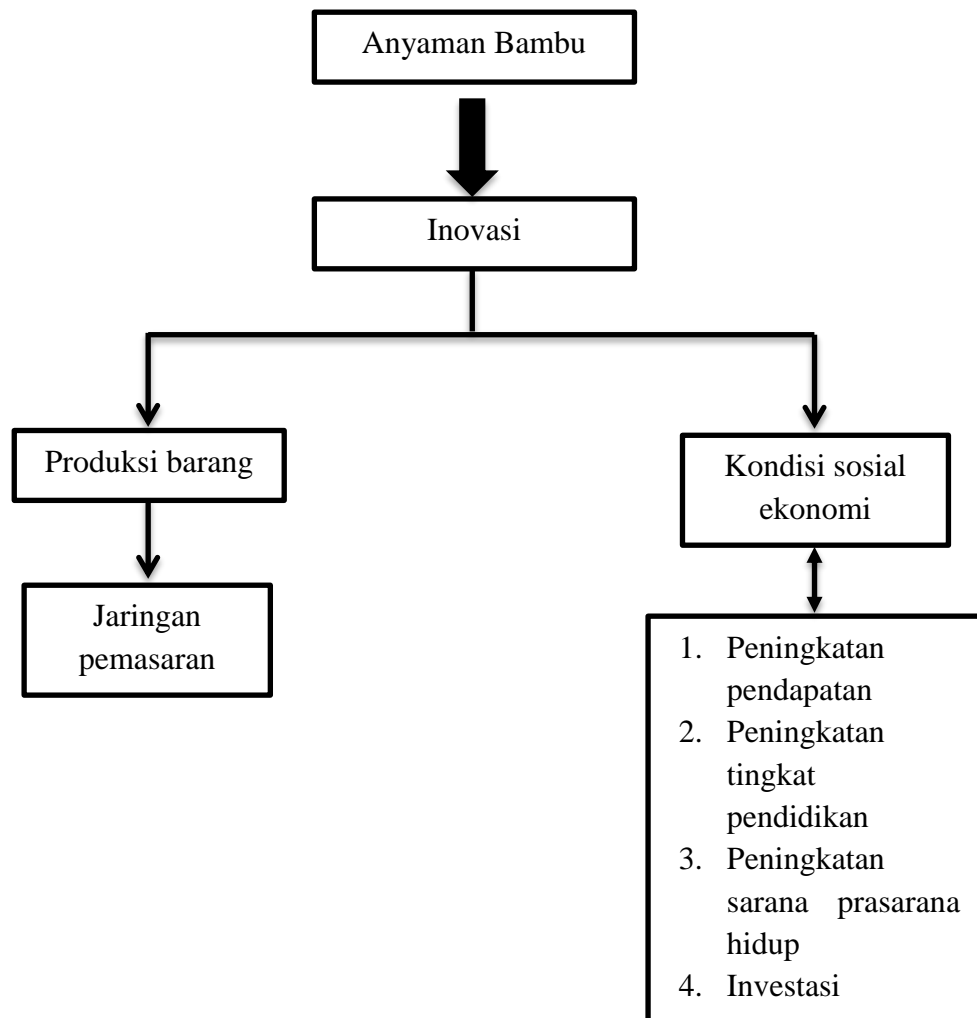 Anyaman Bambu
Inovasi
Produksi barang
Jaringan
pemasaran
Kondisi sosial
ekonomi
1. Peningkatan
pendapatan
2. Peningkatan
tingkat
pendidikan
3. Peningkatan
sarana prasarana
hidup
4. Investasi